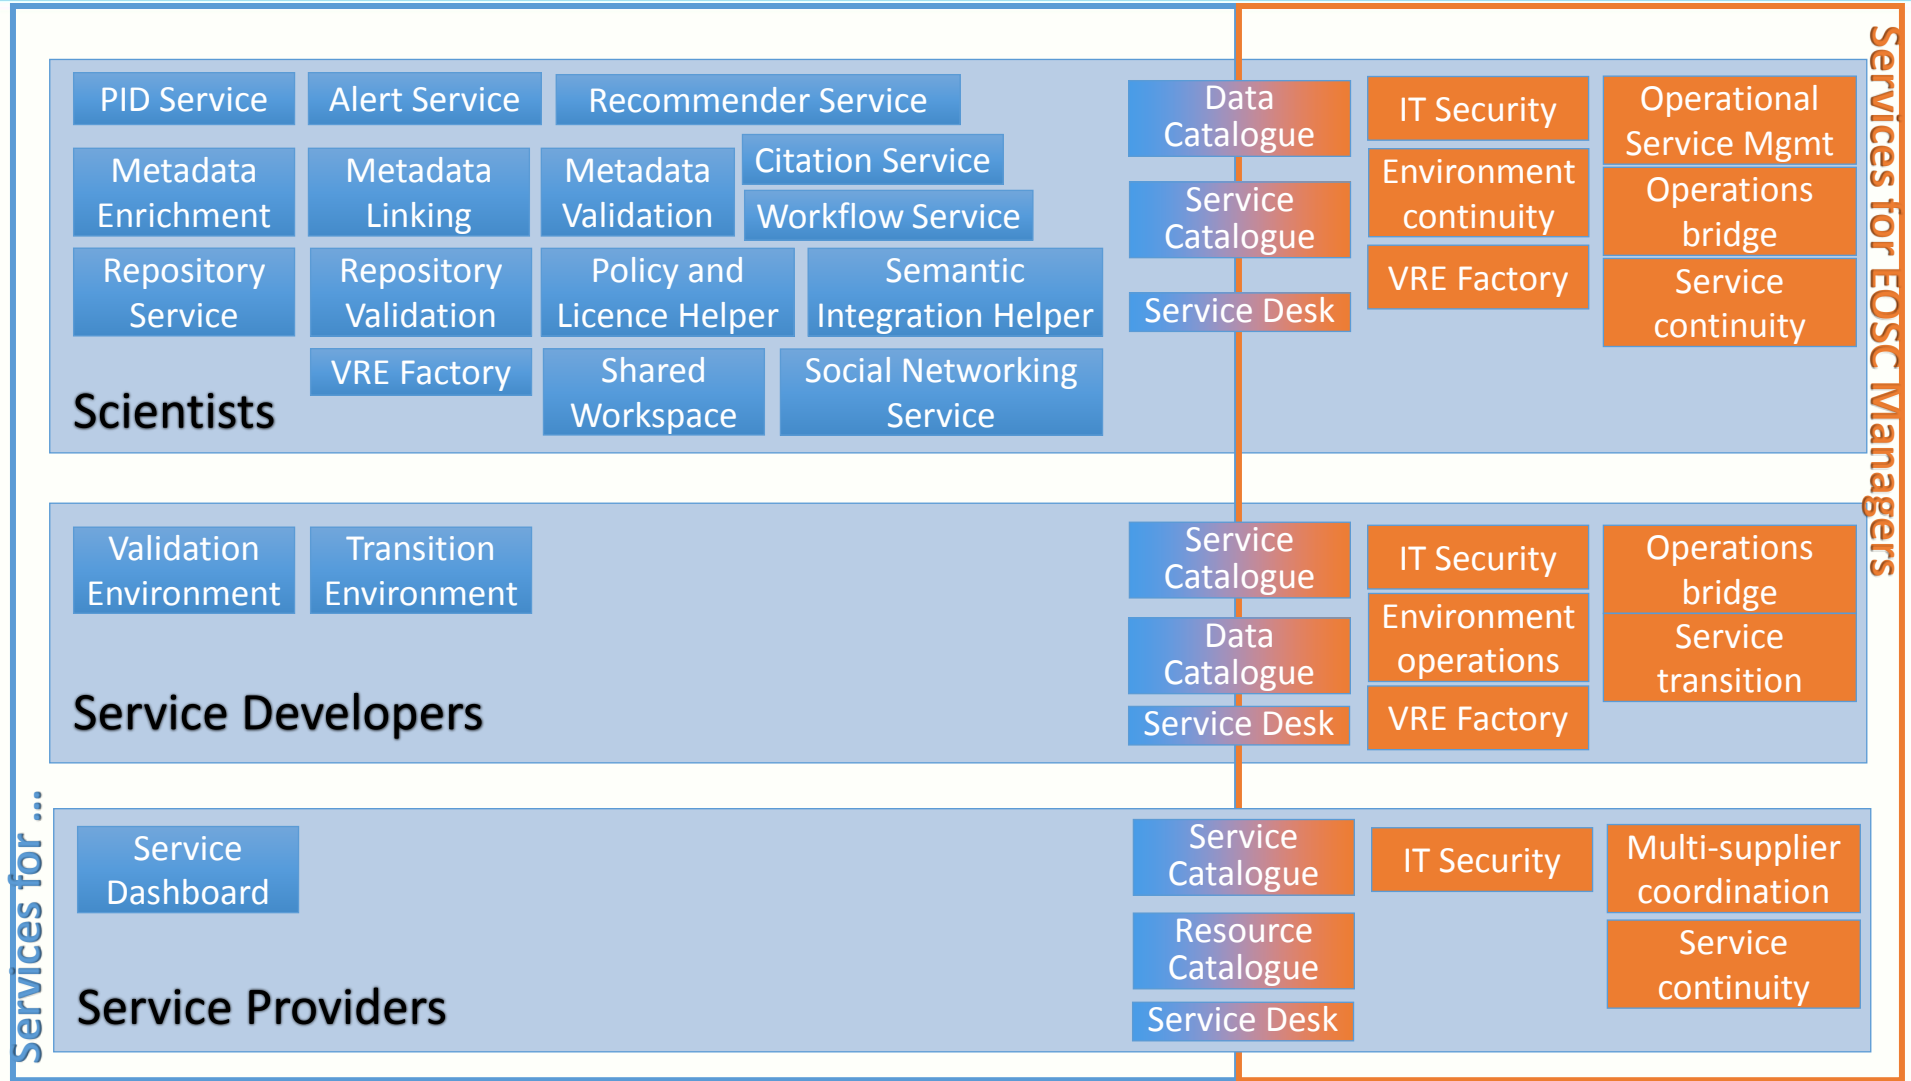 PID Service
Alert Service
Recommender Service
Metadata
Enrichment
Metadata
Linking
Metadata
Validation
Citation Service
Workflow Service
Repository
Service
Repository
Validation
Policy and
Licence Helper
Semantic
Integration Helper
VRE Factory
Shared
Workspace
Social Networking
Service
Scientists
Data
Catalogue
Service
Catalogue
Service Desk
IT Security
Environment
continuity
VRE Factory
Operational
Service Mgmt
Operations
bridge
Service
continuity
Services for EOSC Managers
Validation
Environment
Transition
Environment
Service Developers
Service
Catalogue
Data
Catalogue
Service Desk
IT Security
Environment
operations
VRE Factory
Operations
bridge
Service
transition
Services for ...
Service
Dashboard
Service Providers
Service
Catalogue
Resource
Catalogue
Service Desk
IT Security
Multi-supplier
coordination
Service
continuity